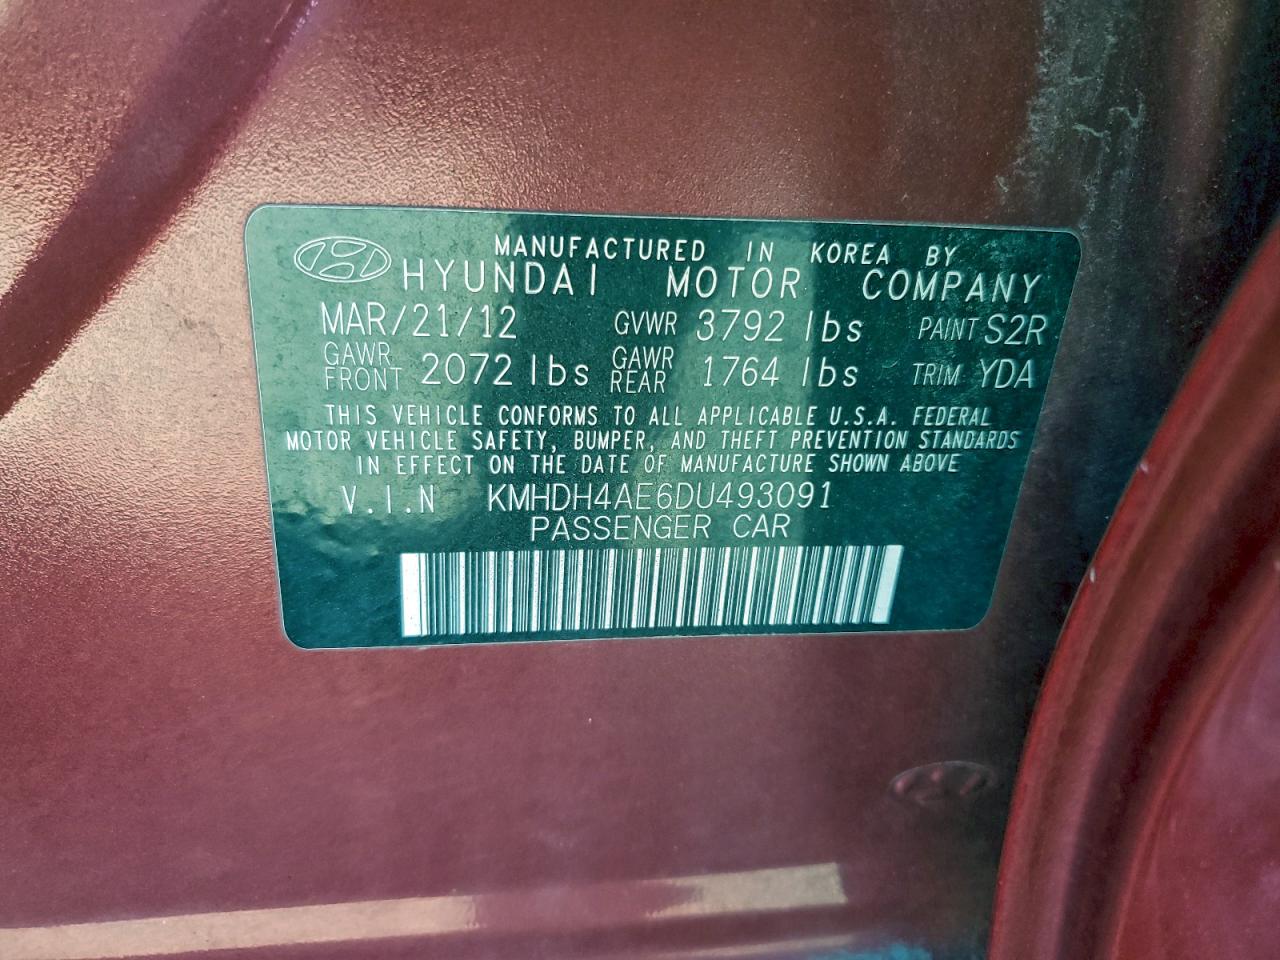 MANUFACTURED IN KOREA BY
HYUNDAI MOTOR COMPANY
MAR/21/12 GVWR 3792 lbs PAINT S2R
GAWR FRONT 2072 lbs GAWR REAR 1764 lbs TRIM YDA
THIS VEHICLE CONFORMS TO ALL APPLICABLE U.S.A. FEDERAL
MOTOR VEHICLE SAFETY, BUMPER, AND THEFT PREVENTION STANDARDS
IN EFFECT ON THE DATE OF MANUFACTURE SHOWN ABOVE
V.I.N KMHDH4AE6DU493091
PASSENGER CAR